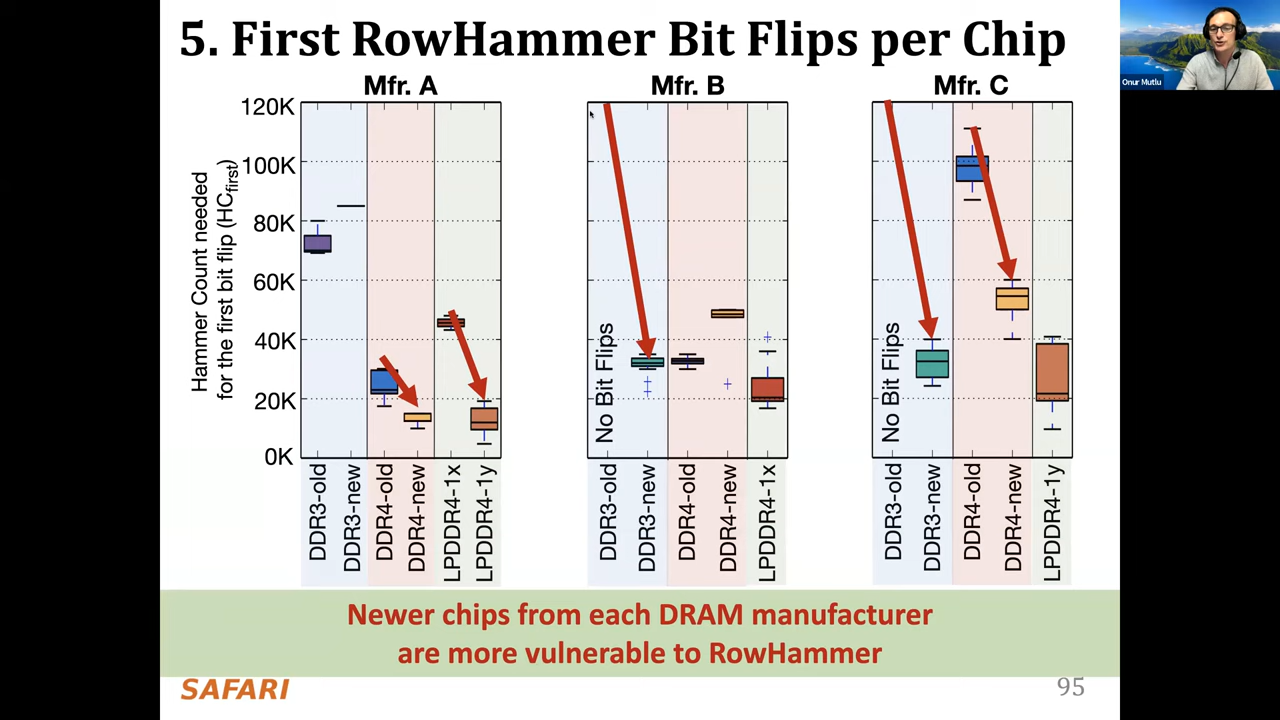 5. First RowHammer Bit Flips per Chip
Onur Mutlu
Mfr. A
Mfr. B
Mfr. C
Hammer Count needed
for the first bit flip (HCfirst)
120K
100K
80K
60K
40K
20K
0K
No Bit Flips
No Bit Flips
DDR3-old
DDR3-new
DDR4-old
DDR4-new
LPDDR4-1x
LPDDR4-1y
DDR3-old
DDR3-new
DDR4-old
DDR4-new
LPDDR4-1x
DDR3-old
DDR3-new
DDR4-old
DDR4-new
LPDDR4-1y
Newer chips from each DRAM manufacturer
are more vulnerable to RowHammer
SAFARI
95